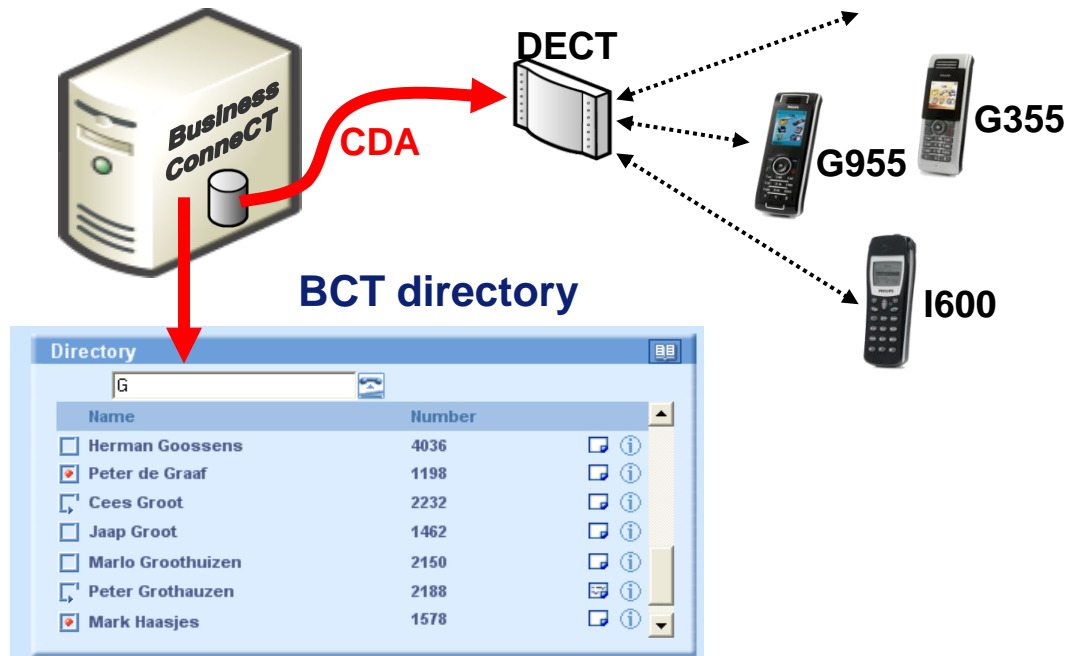 Business
ConneCT
CDA
DECT
G355
G955
I600
BCT directory
Directory
G
Name Number
Herman Goossens 4036
Peter de Graaf 1198
Cees Groot 2232
Jaap Groot 1462
Marlo Groothuizen 2150
Peter Grothauzen 2188
Mark Haasjes 1578